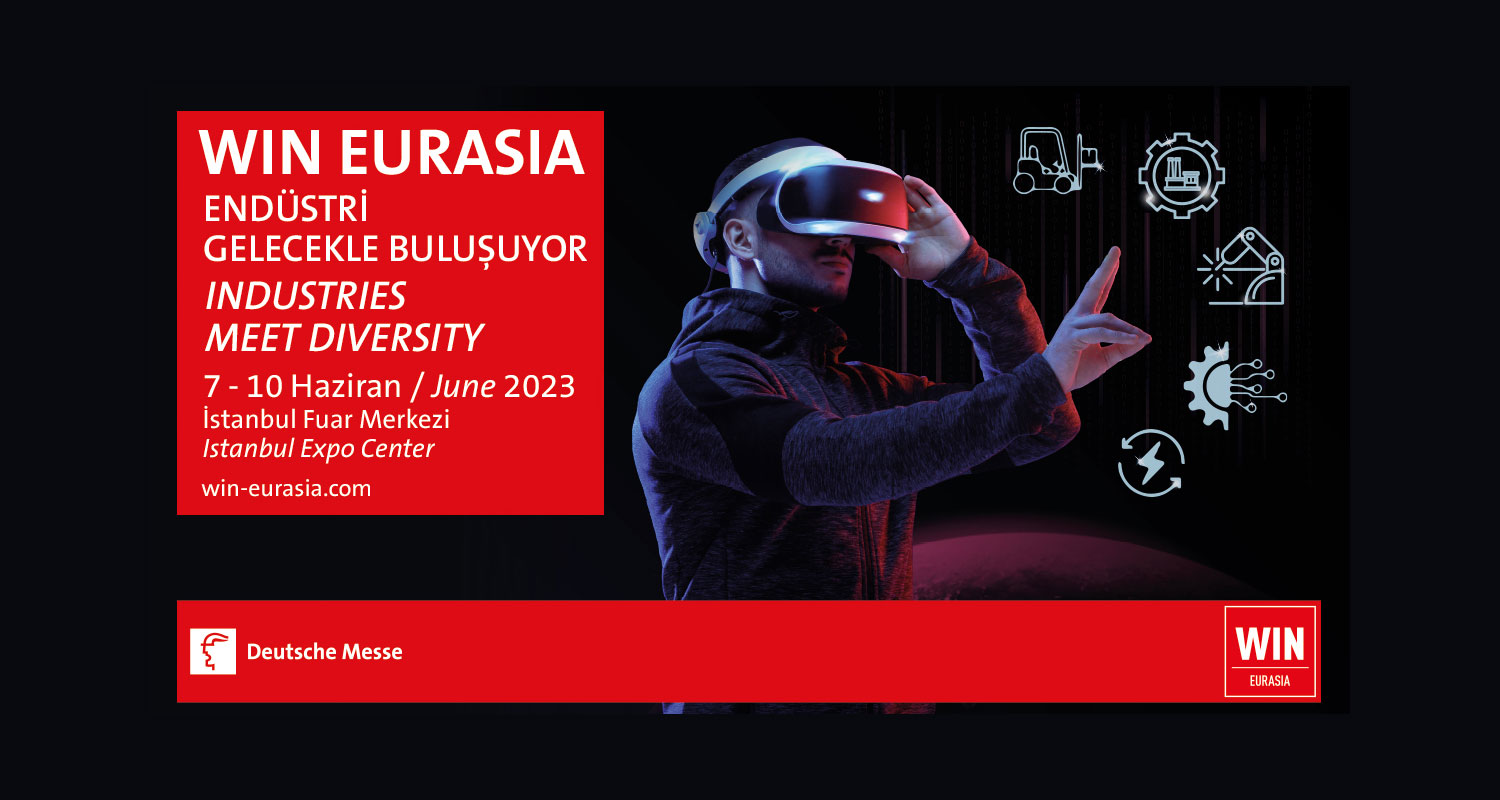 WIN EURASIA
ENDÜSTRİ
GELECEKLE BULUŞUYOR
INDUSTRIES
MEET DIVERSITY
7 - 10 Haziran / June 2023
İstanbul Fuar Merkezi
Istanbul Expo Center
win-eurasia.com
Deutsche Messe
WIN
EURASIA